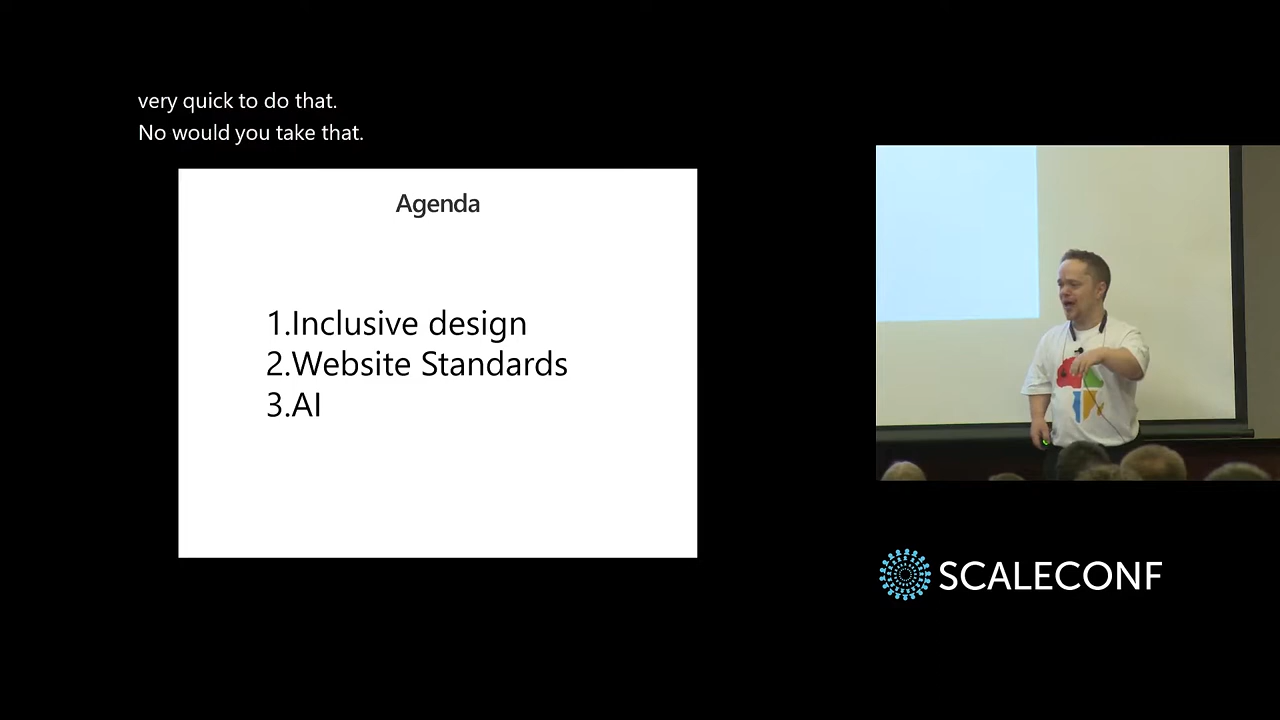 very quick to do that.
No would you take that.
Agenda
1.Inclusive design
2.Website Standards
3.AI
SCALECONF